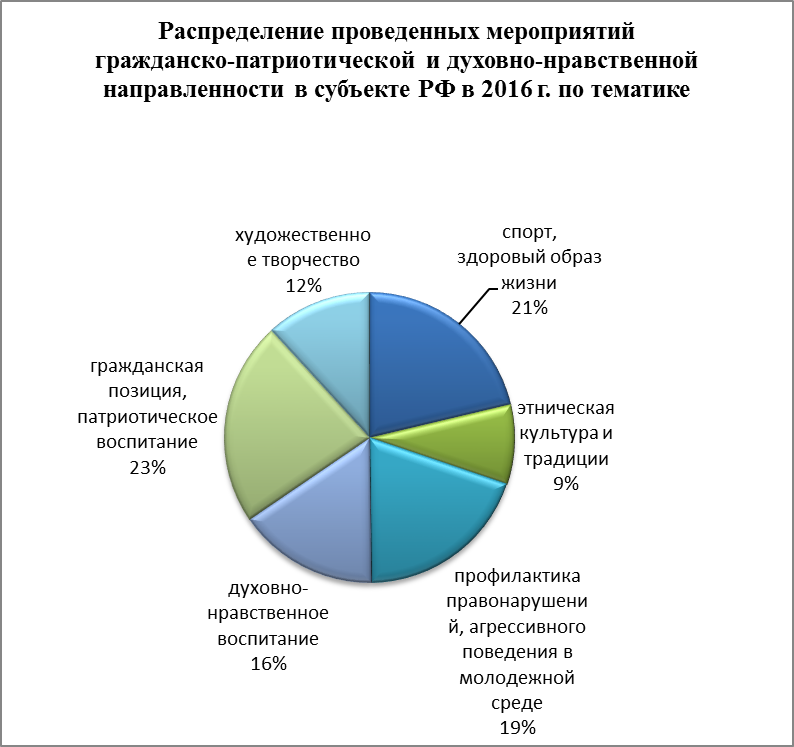 Распределение проведенных мероприятий
гражданско-патриотической и духовно-нравственной
направленности в субъекте РФ в 2016 г. по тематике
художественно
е творчество
12%
спорт,
здоровый образ
жизни
21%
гражданская
позиция,
патриотическое
воспитание
23%
этническая
культура и
традиции
9%
духовно-
нравственное
воспитание
16%
профилактика
правонарушени
й, агрессивного
поведения в
молодежной
среде
19%